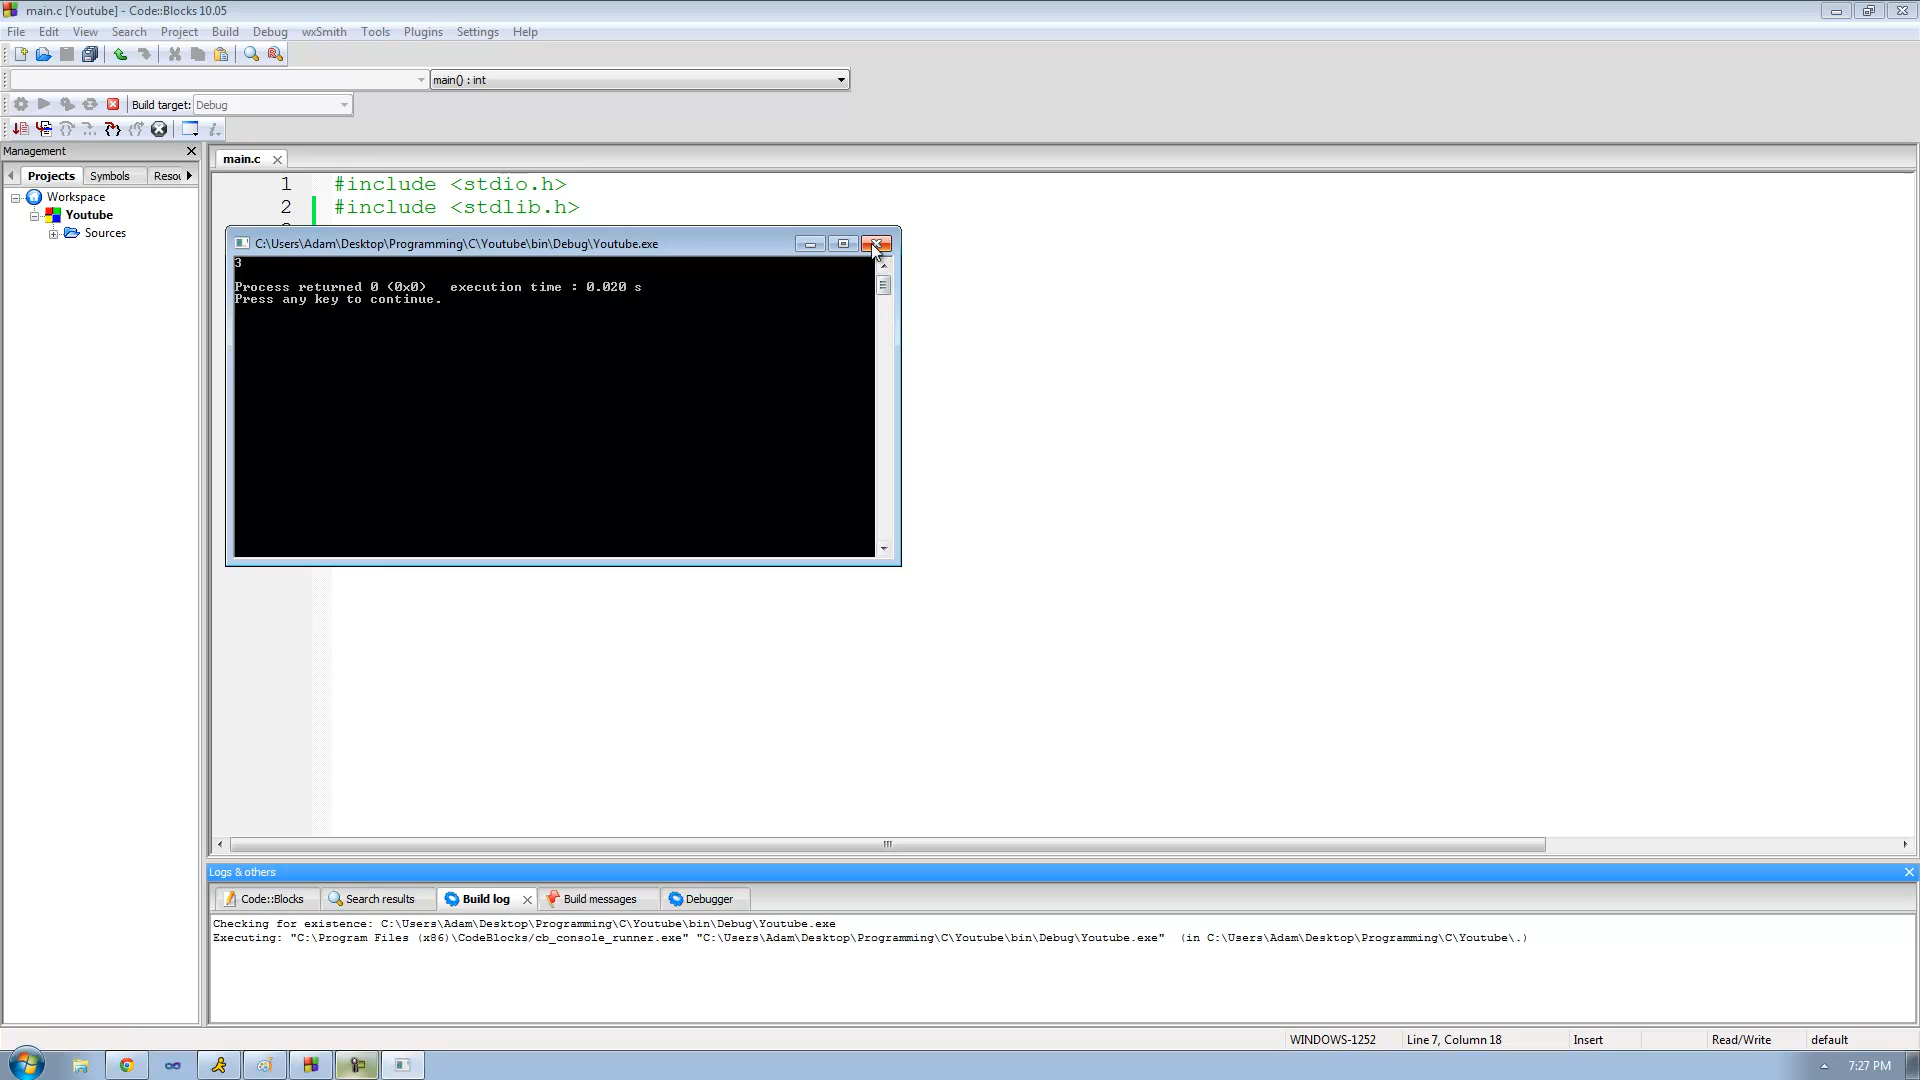 main.c [Youtube] - Code::Blocks 10.05
File Edit View Search Project Build Debug wxSmith Tools Plugins Settings Help
main() : int
Build target: Debug
Management
Projects Symbols Resou
Workspace
Youtube
Sources
main.c
1 #include <stdio.h>
2 #include <stdlib.h>
C:\Users\Adam\Desktop\Programming\C\Youtube\bin\Debug\Youtube.exe
3
Process returned 0 (0x0)   execution time : 0.020 s
Press any key to continue.
Logs & others
Code::Blocks Search results Build log Build messages Debugger
Checking for existence: C:\Users\Adam\Desktop\Programming\C\Youtube\bin\Debug\Youtube.exe
Executing: "C:\Program Files (x86)\CodeBlocks/cb_console_runner.exe" "C:\Users\Adam\Desktop\Programming\C\Youtube\bin\Debug\Youtube.exe"  (in C:\Users\Adam\Desktop\Programming\C\Youtube\.)
WINDOWS-1252 Line 7, Column 18 Insert Read/Write default
7:27 PM